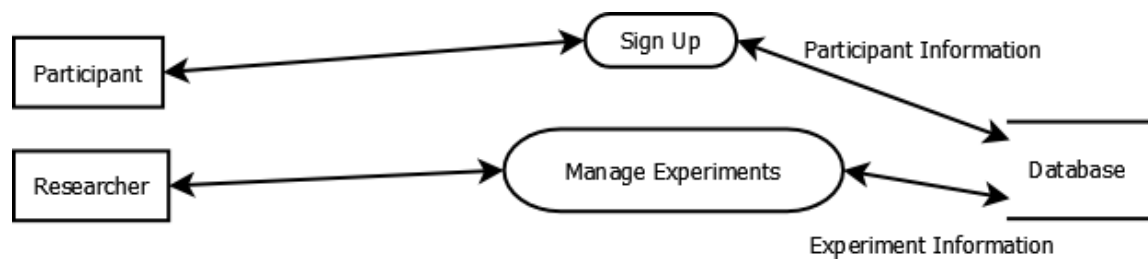 Sign Up
Participant Information
Participant
Manage Experiments
Researcher
Database
Experiment Information